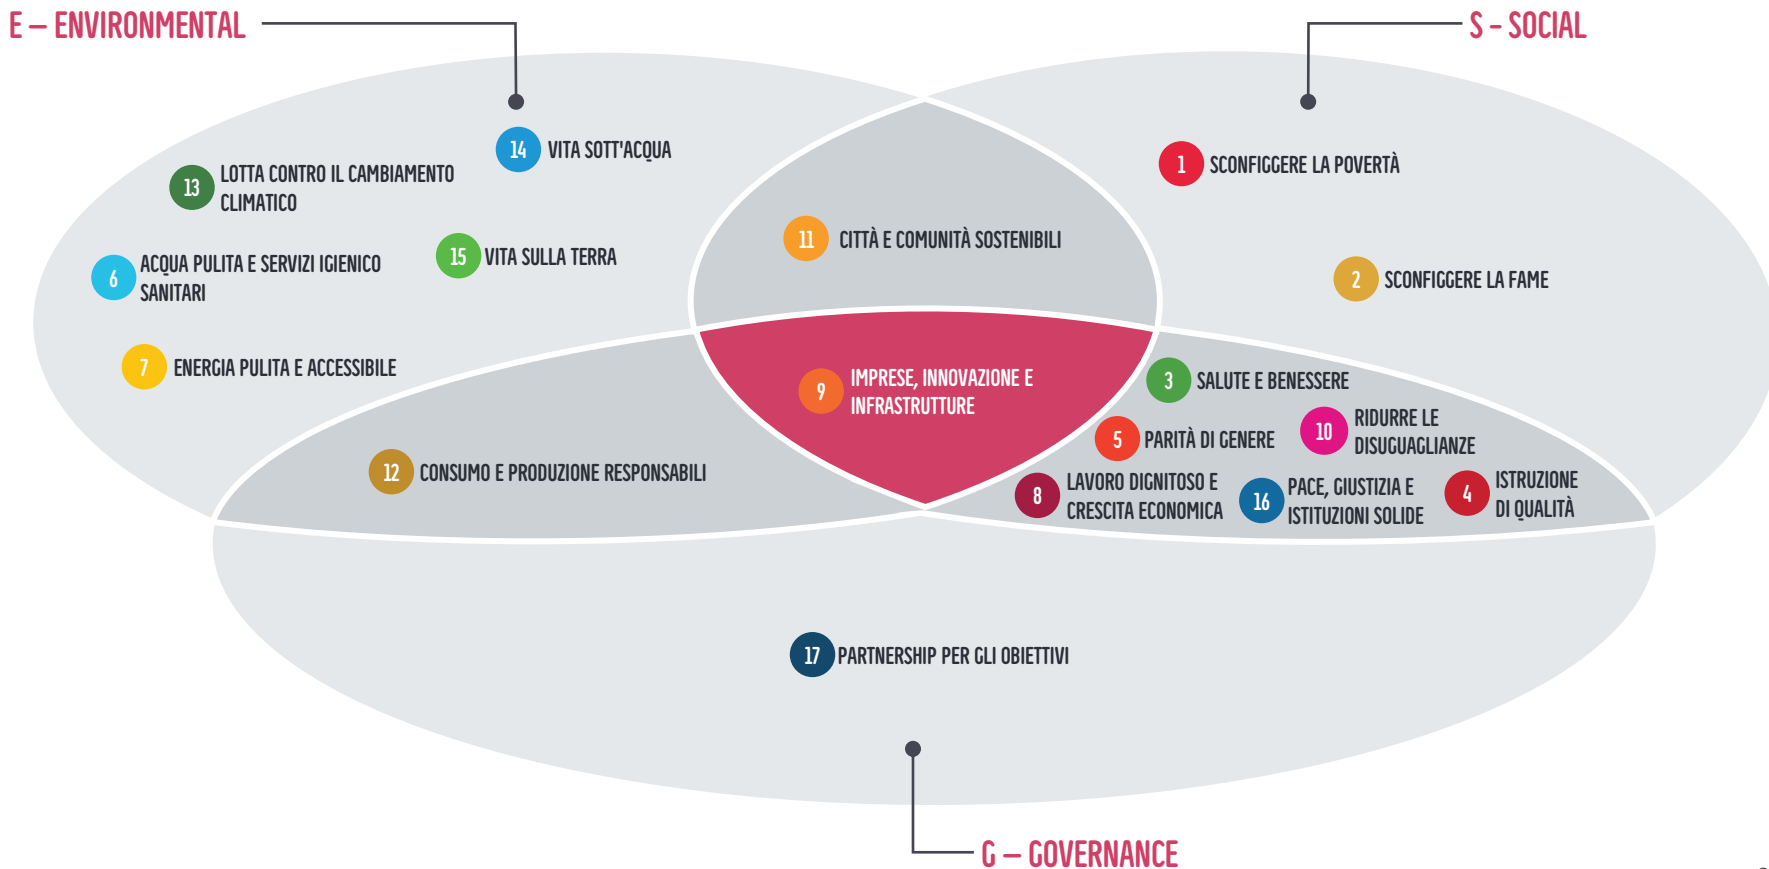 E – ENVIRONMENTAL
S – SOCIAL
14 VITA SOTT'ACQUA
13 LOTTA CONTRO IL CAMBIAMENTO
CLIMATICO
1 SCONFIGGERE LA POVERTÀ
11 CITTÀ E COMUNITÀ SOSTENIBILI
15 VITA SULLA TERRA
6 ACQUA PULITA E SERVIZI IGIENICO
SANITARI
2 SCONFIGGERE LA FAME
7 ENERGIA PULITA E ACCESSIBILE
9 IMPRESE, INNOVAZIONE E
INFRASTRUTTURE
3 SALUTE E BENESSERE
5 PARITÀ DI GENERE
10 RIDURRE LE
DISUGUAGLIANZE
12 CONSUMO E PRODUZIONE RESPONSABILI
8 LAVORO DIGNITOSO E
CRESCITA ECONOMICA
16 PACE, GIUSTIZIA E
ISTITUZIONI SOLIDE
4 ISTRUZIONE
DI QUALITÀ
17 PARTNERSHIP PER GLI OBIETTIVI
G – GOVERNANCE